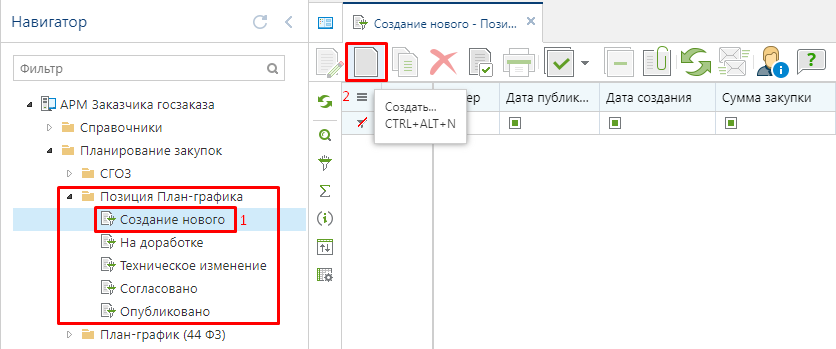 Навигатор
Фильтр
АРМ Заказчика госзаказа
Справочники
Планирование закупок
СГОЗ
Позиция План-графика
Создание нового 1
На доработке
Техническое изменение
Согласовано
Опубликовано
План-график (44 ФЗ)
Создание нового - Пози...
2 ер Дата публик... Дата создания Сумма закупки
Создать...
CTRL+ALT+N